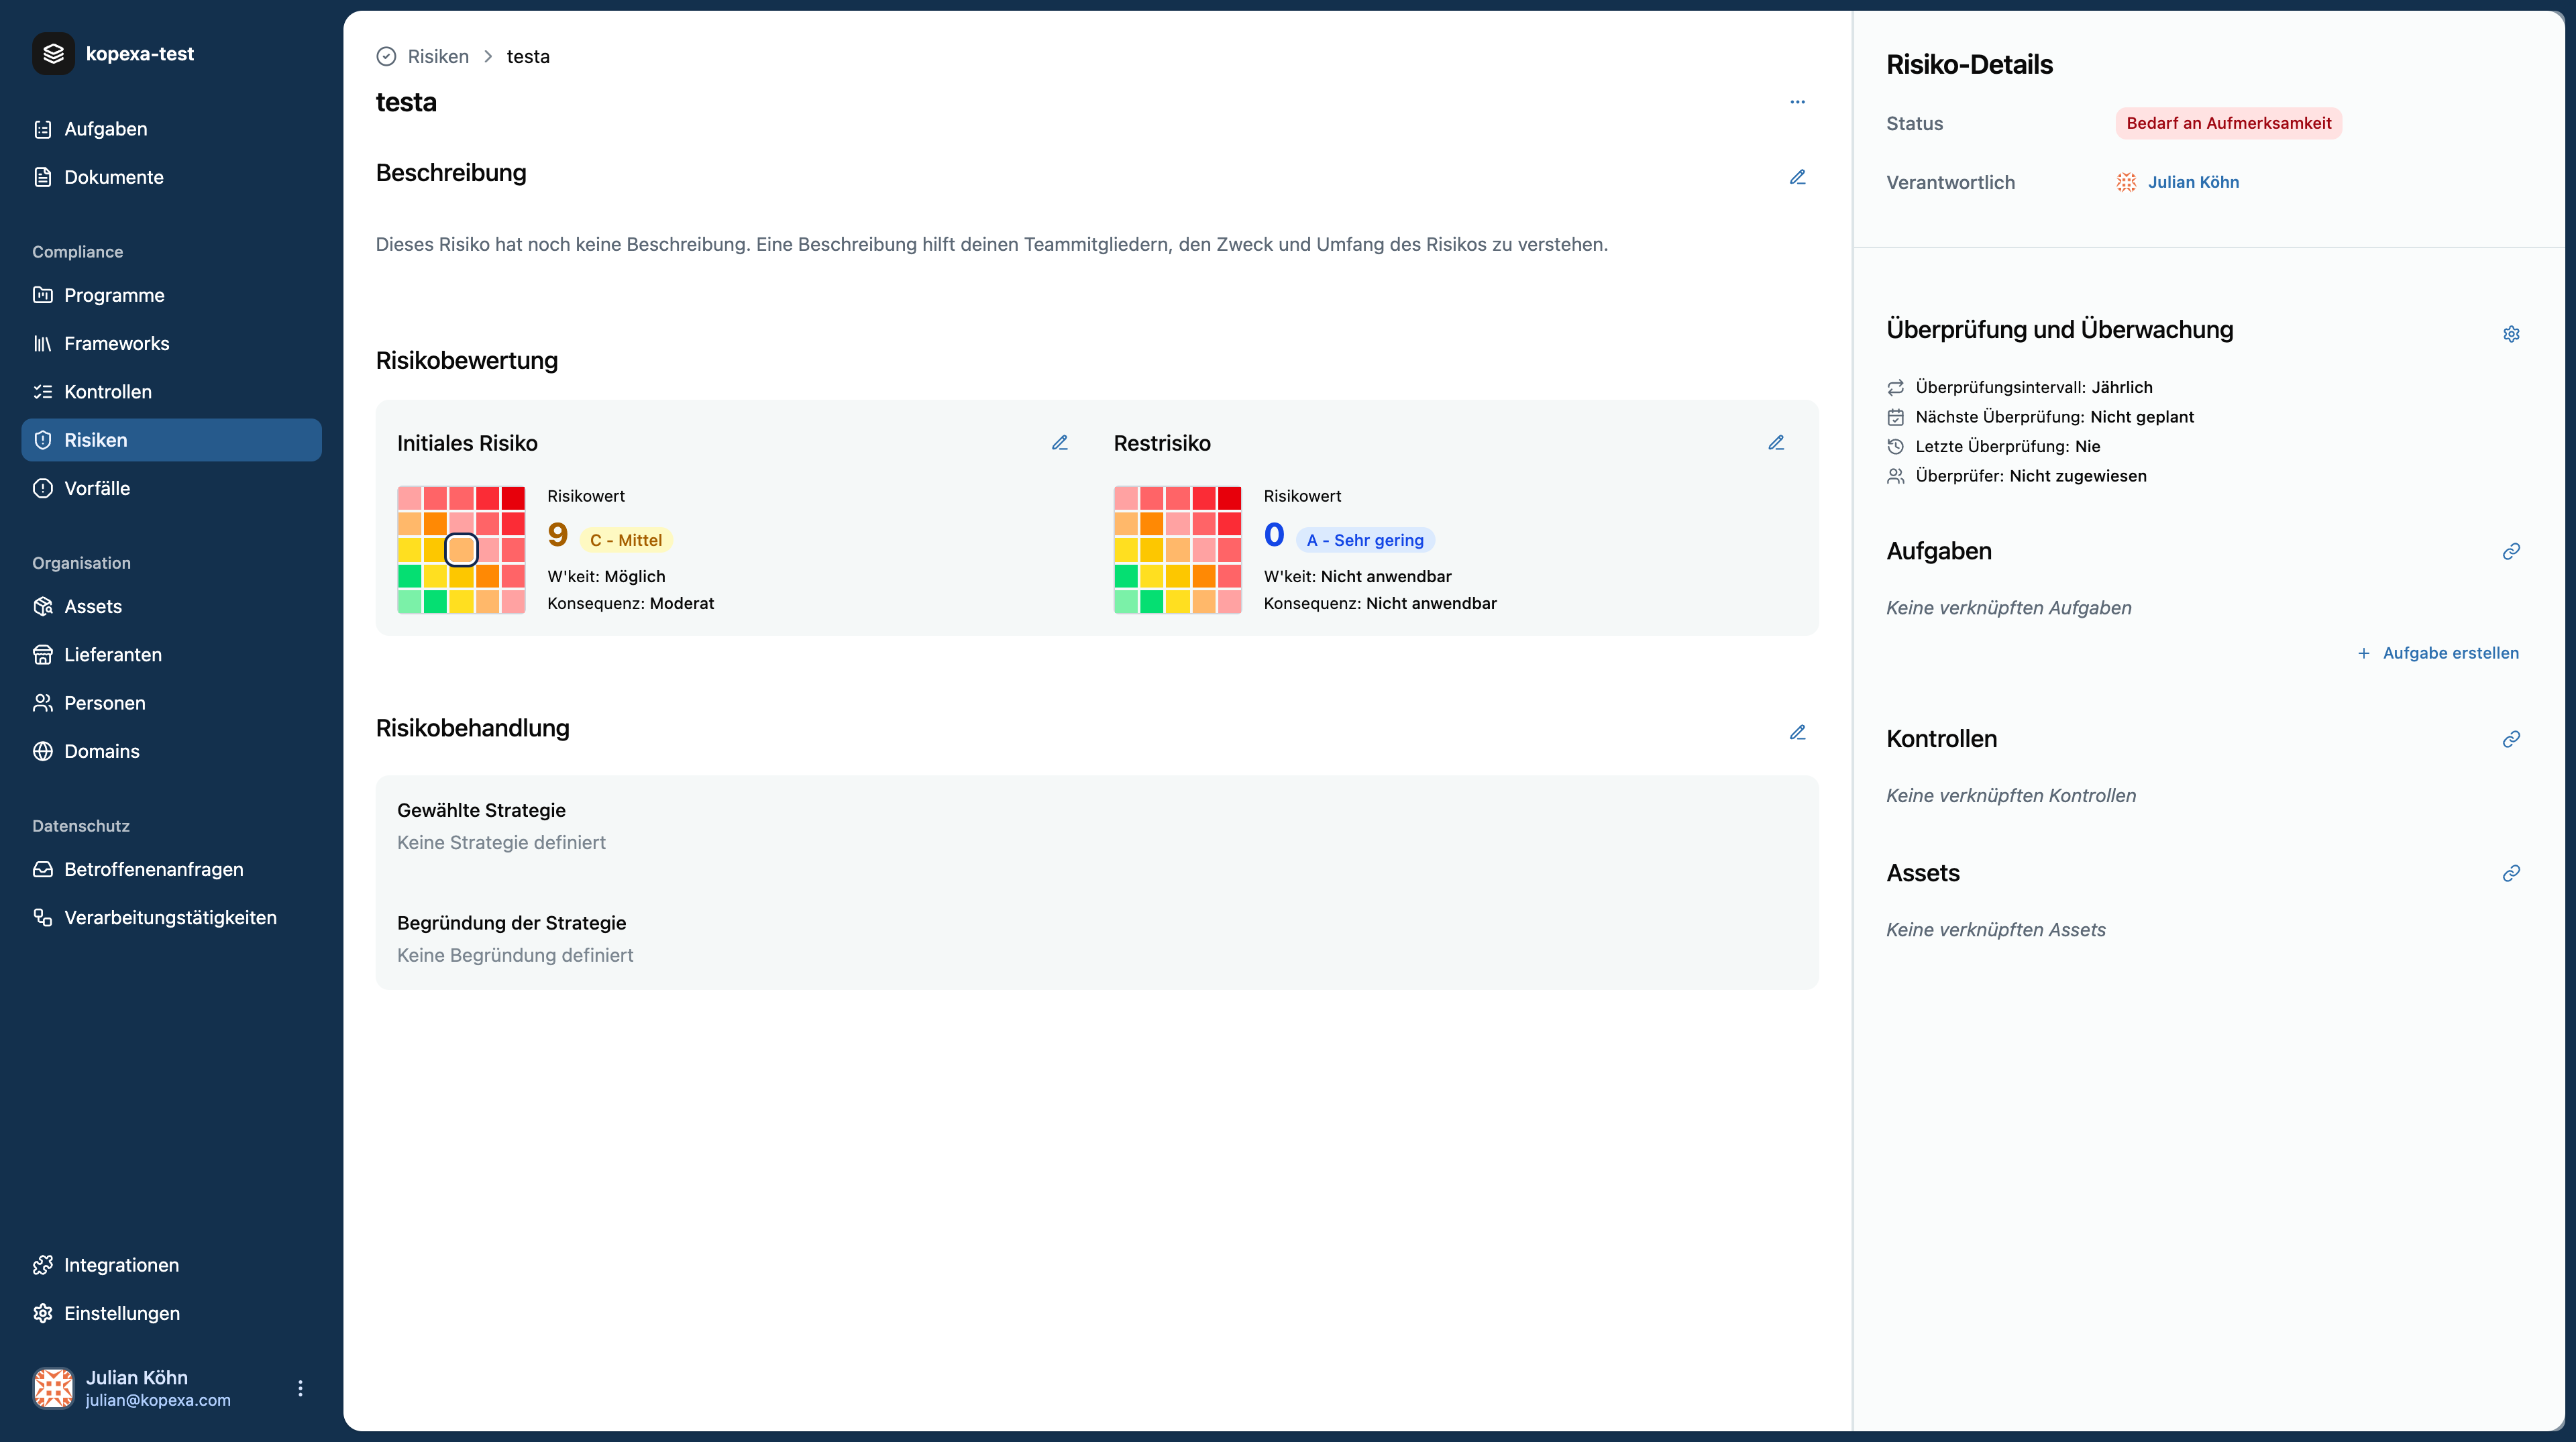 kopexa-test
Aufgaben
Dokumente
Compliance
Programme
Frameworks
Kontrollen
Risiken
Vorfälle
Organisation
Assets
Lieferanten
Personen
Domains
Datenschutz
Betroffenenanfragen
Verarbeitungstätigkeiten
Integrationen
Einstellungen
Julian Köhn
julian@kopexa.com
Risiken > testa
testa
Beschreibung
Dieses Risiko hat noch keine Beschreibung. Eine Beschreibung hilft deinen Teammitgliedern, den Zweck und Umfang des Risikos zu verstehen.
Risikobewertung
Initiales Risiko
Risikowert
9 C - Mittel
W'keit: Möglich
Konsequenz: Moderat
Restrisiko
Risikowert
0 A - Sehr gering
W'keit: Nicht anwendbar
Konsequenz: Nicht anwendbar
Risikobehandlung
Gewählte Strategie
Keine Strategie definiert
Begründung der Strategie
Keine Begründung definiert
Risiko-Details
Status Bedarf an Aufmerksamkeit
Verantwortlich Julian Köhn
Überprüfung und Überwachung
Überprüfungsintervall: Jährlich
Nächste Überprüfung: Nicht geplant
Letzte Überprüfung: Nie
Überprüfer: Nicht zugewiesen
Aufgaben
Keine verknüpften Aufgaben
+ Aufgabe erstellen
Kontrollen
Keine verknüpften Kontrollen
Assets
Keine verknüpften Assets